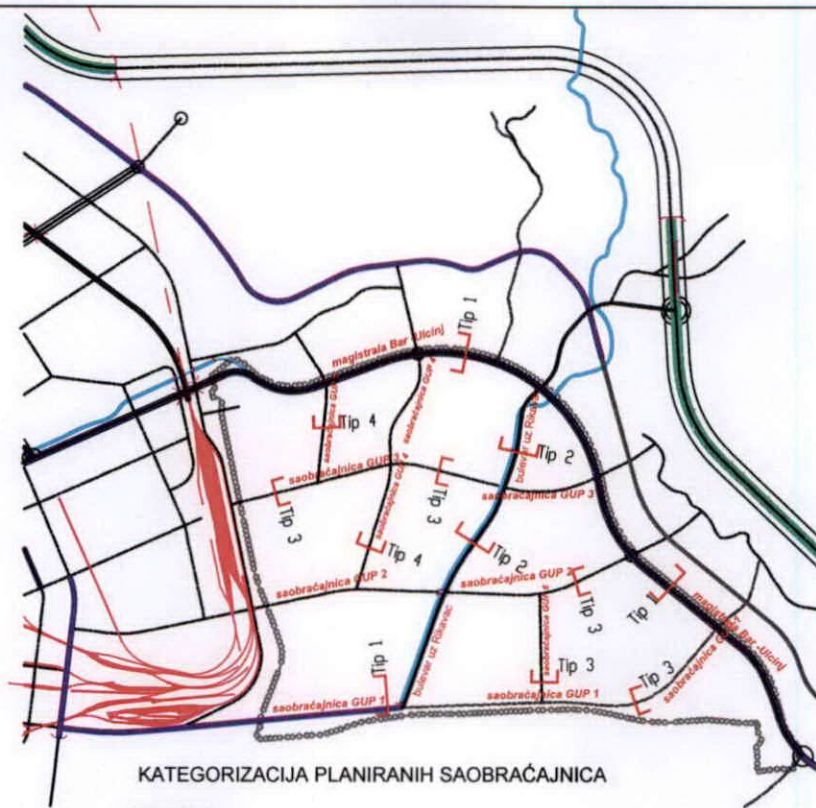 magistrala Bar -Ulcinj
Tip 1
saobraćajnica GUP 4
Tip 4
bulevar uz Rikavac
Tip 2
saobraćajnica GUP 3
saobraćajnica GUP 3
Tip 3
Tip 3
saobraćajnica GUP 4
Tip 4
Tip 2
saobraćajnica GUP 2
saobraćajnica GUP 2
Tip 3
Tip 1
magistrala Bar -Ulcinj
bulevar uz Rikavac
Tip 1
Tip 3
Tip 3
saobraćajnica GUP 1
saobraćajnica GUP 1
KATEGORIZACIJA PLANIRANIH SAOBRAĆAJNICA